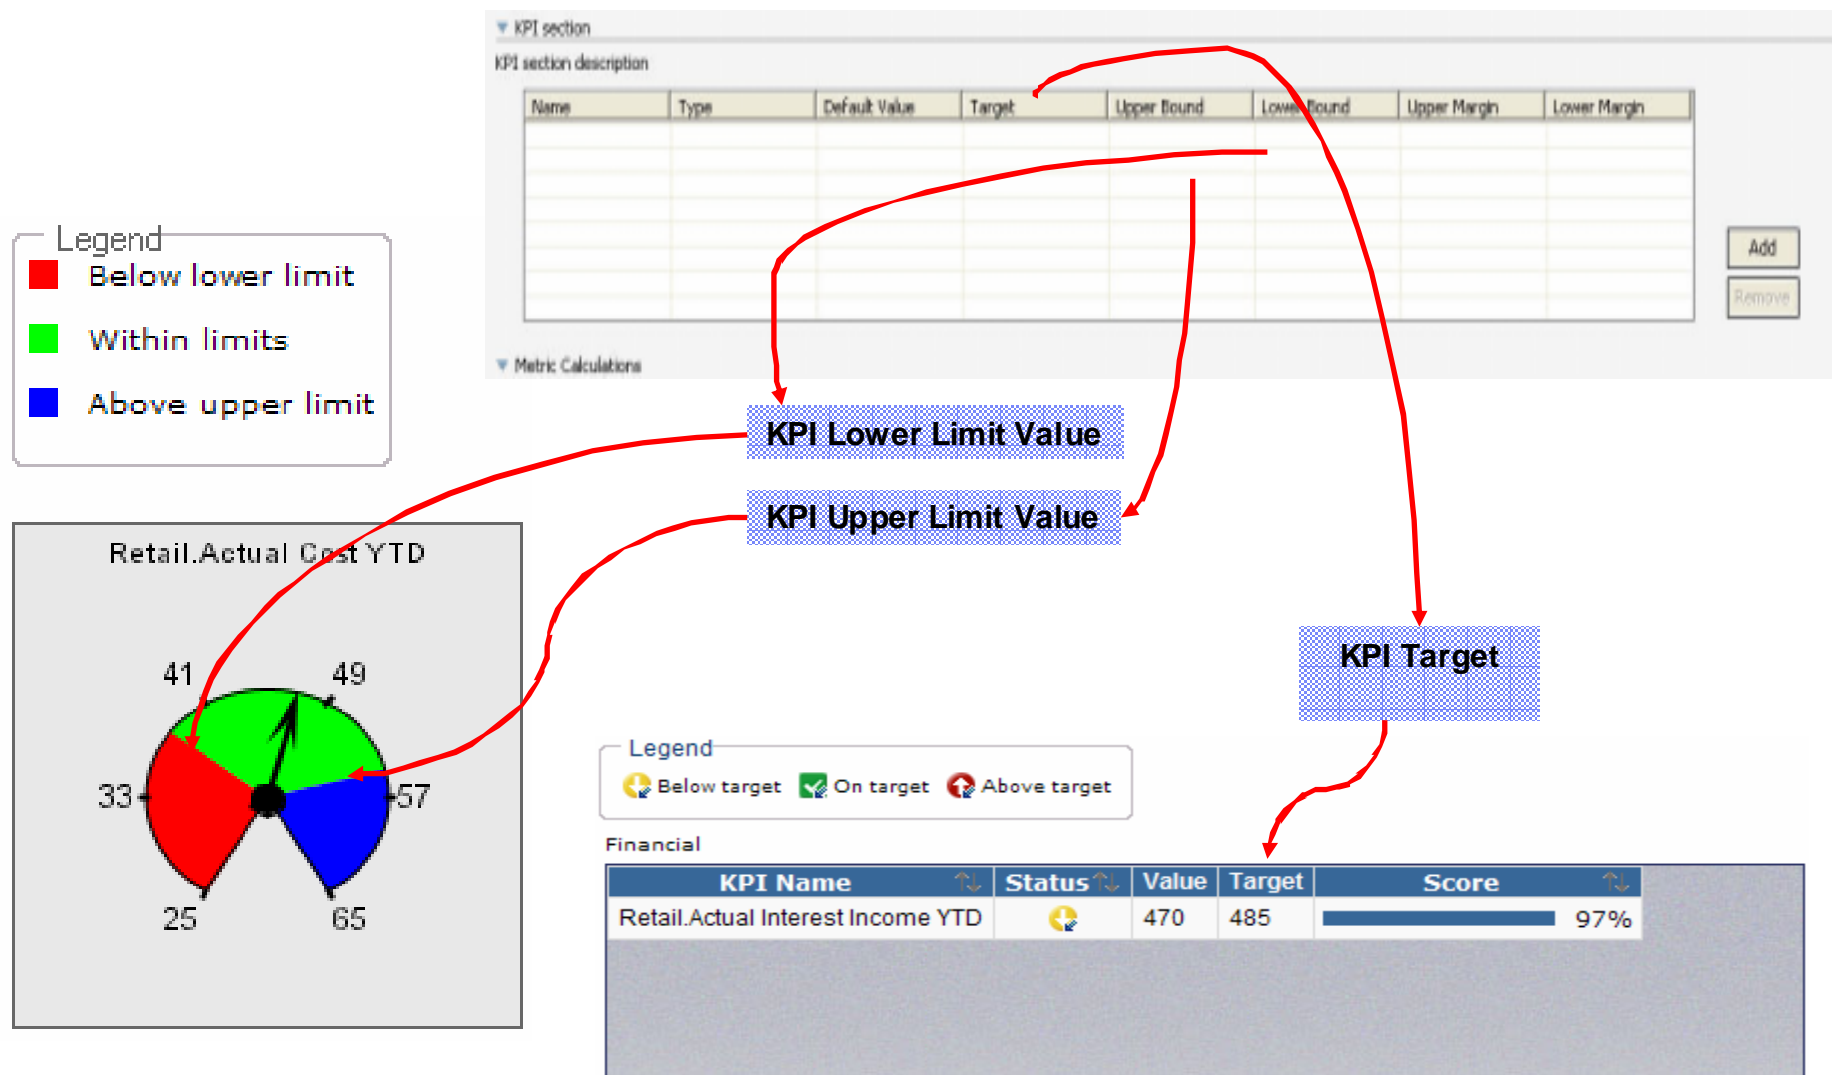 KPI section
KPI section description
Name Type Default Value Target Upper Bound Lower Bound Upper Margin Lower Margin
Add
Remove
Metric Calculations
Legend
Below lower limit
Within limits
Above upper limit
KPI Lower Limit Value
KPI Upper Limit Value
KPI Target
Retail.Actual Cost YTD
41 49
33 57
25 65
Legend
Below target On target Above target
Financial
KPI Name Status Value Target Score
Retail.Actual Interest Income YTD 470 485 97%